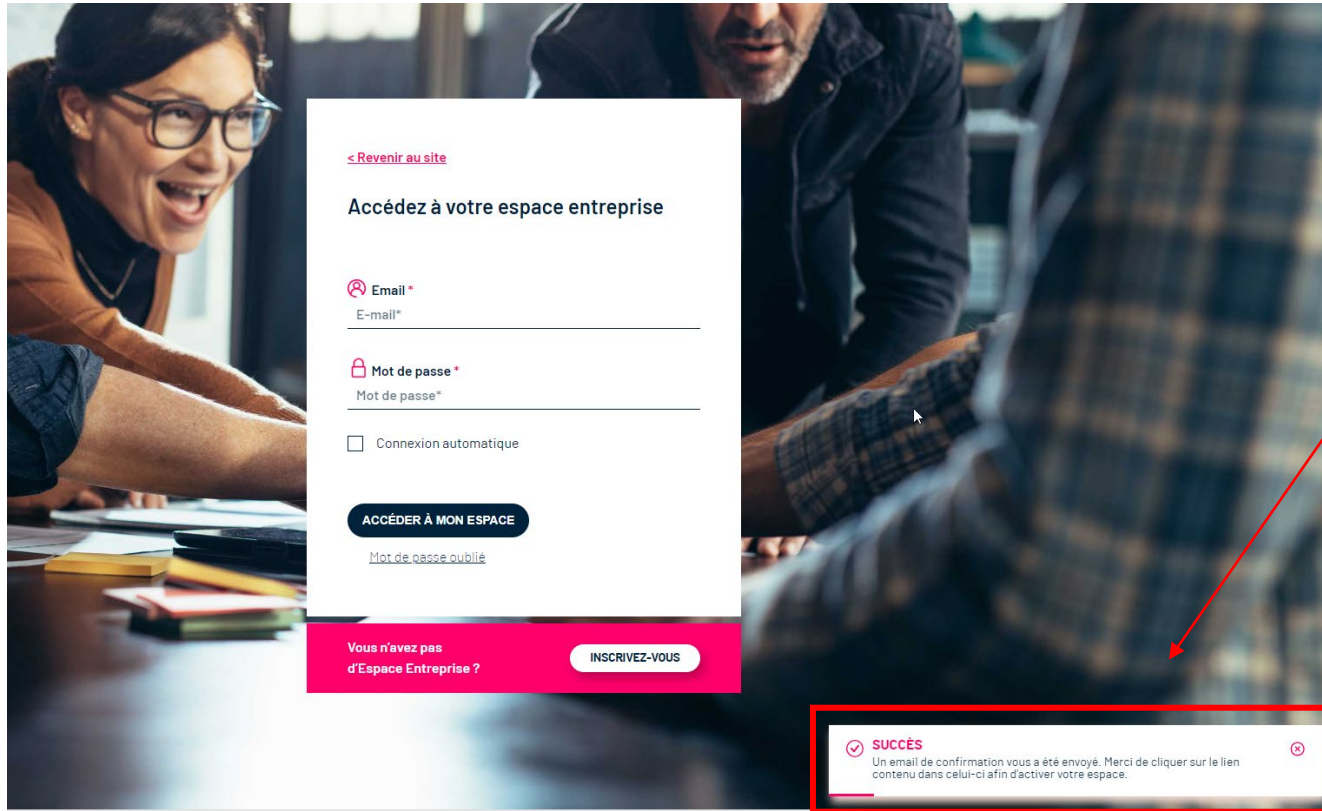 < Revenir au site
Accédez à votre espace entreprise
Email *
E-mail*
Mot de passe *
Mot de passe*
Connexion automatique
ACCÉDER À MON ESPACE
Mot de passe oublié
Vous n'avez pas
d'Espace Entreprise ?
INSCRIVEZ-VOUS
SUCCÈS
Un email de confirmation vous a été envoyé. Merci de cliquer sur le lien
contenu dans celui-ci afin d'activer votre espace.